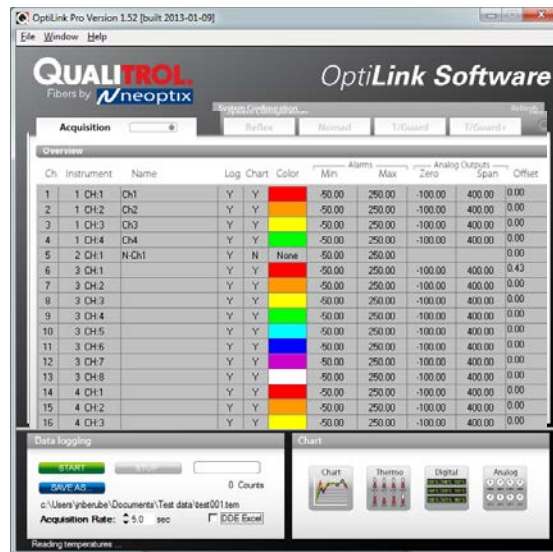 OptiLink Pro Version 1.52 [built 2013-01-09]
File Window Help
QUALITROL.
Fibers by neoptix
OptiLink Software
System Configuration
Refresh
Acquisition Reflex Nomad T/Guard T/Guard+
Overview
Alarms Analog Outputs
Ch Instrument Name Log Chart Color Min Max Zero Span Offset
1 1 CH:1 Ch1 Y Y -50.00 250.00 -100.00 400.00 0.00
2 1 CH:2 Ch2 Y Y -50.00 250.00 -100.00 400.00 0.00
3 1 CH:3 Ch3 Y Y -50.00 250.00 -100.00 400.00 0.00
4 1 CH:4 Ch4 Y Y -50.00 250.00 -100.00 400.00 0.00
5 2 CH:1 N-Ch1 Y N None -50.00 250.00 0.00
6 3 CH:1 Y Y -50.00 250.00 -100.00 400.00 0.43
7 3 CH:2 Y Y -50.00 250.00 -100.00 400.00 0.00
8 3 CH:3 Y Y -50.00 250.00 -100.00 400.00 0.00
9 3 CH:4 Y Y -50.00 250.00 -100.00 400.00 0.00
10 3 CH:5 Y Y -50.00 250.00 -100.00 400.00 0.00
11 3 CH:6 Y Y -50.00 250.00 -100.00 400.00 0.00
12 3 CH:7 Y Y -50.00 250.00 -100.00 400.00 0.00
13 3 CH:8 Y Y -50.00 250.00 -100.00 400.00 0.00
14 4 CH:1 Y Y -50.00 250.00 -100.00 400.00 0.00
15 4 CH:2 Y Y -50.00 250.00 -100.00 400.00 0.00
16 4 CH:3 Y Y -50.00 250.00 -100.00 400.00 0.00
Data logging
START STOP
SAVE AS... 0 Counts
c:\Users\nberube\Documents\Test data\test001.tem
Acquisition Rate: 5.0 sec DDE Excel
Chart
Chart Thermo Digital Analog
Reading temperatures ...